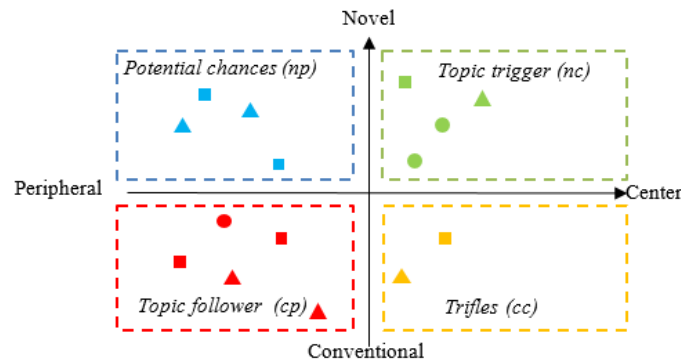 Novel
Potential chances (np)
Topic trigger (nc)
Peripheral
Center
Topic follower  (cp)
Trifles (cc)
Conventional